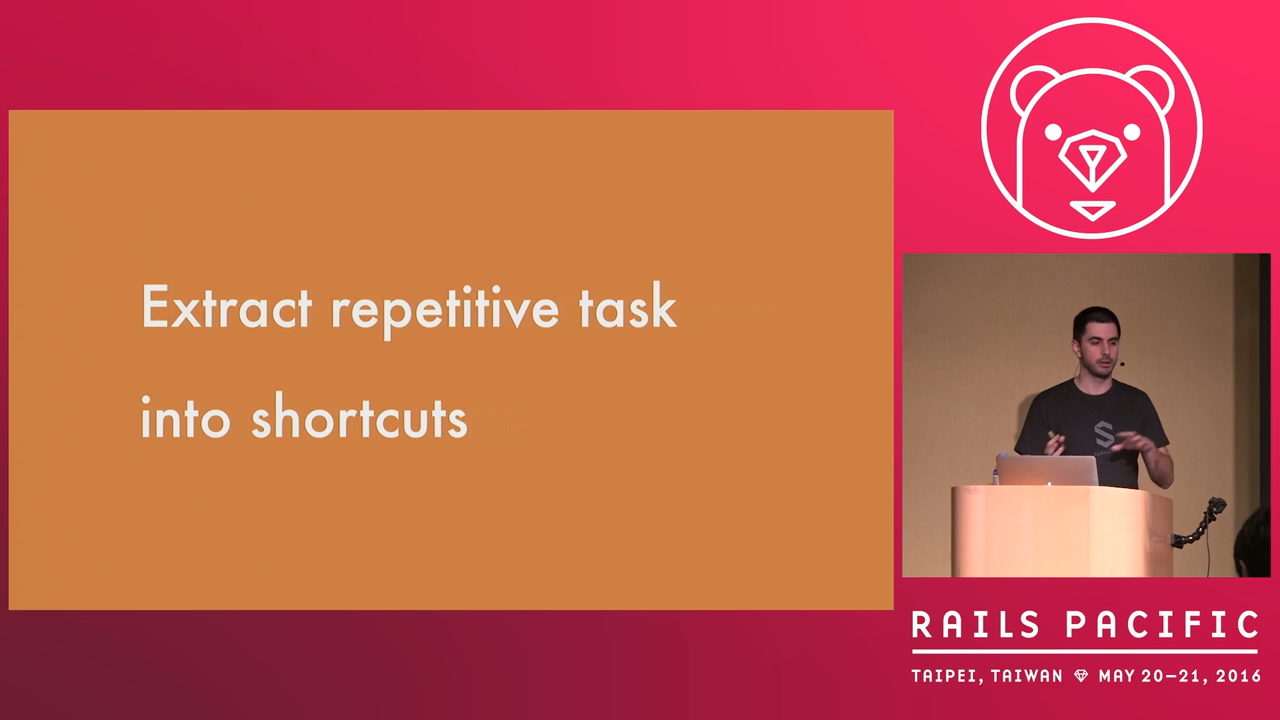 Extract repetitive task
into shortcuts
RAILS PACIFIC
TAIPEI, TAIWAN MAY 20–21, 2016